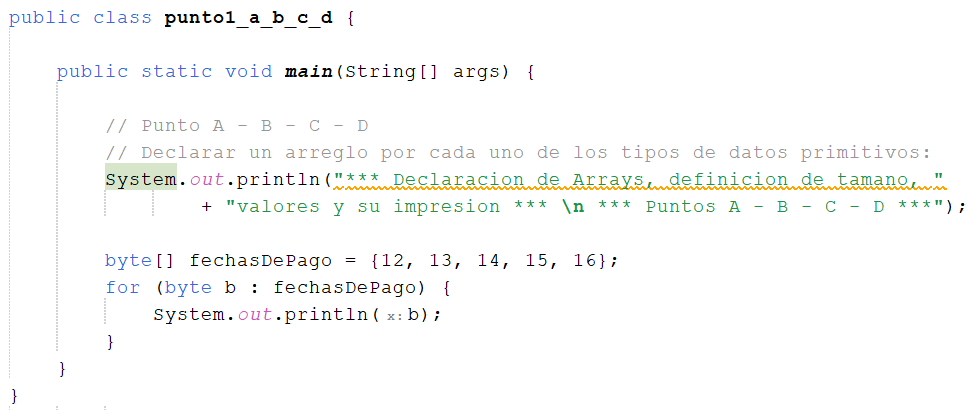 public class punto1_a_b_c_d {
public static void main(String[] args) {
// Punto A - B - C - D
// Declarar un arreglo por cada uno de los tipos de datos primitivos:
System.out.println("*** Declaracion de Arrays, definicion de tamano, "
+ "valores y su impresion *** \n *** Puntos A - B - C - D ***");
byte[] fechasDePago = {12, 13, 14, 15, 16};
for (byte b : fechasDePago) {
System.out.println( x: b);
}
}
}